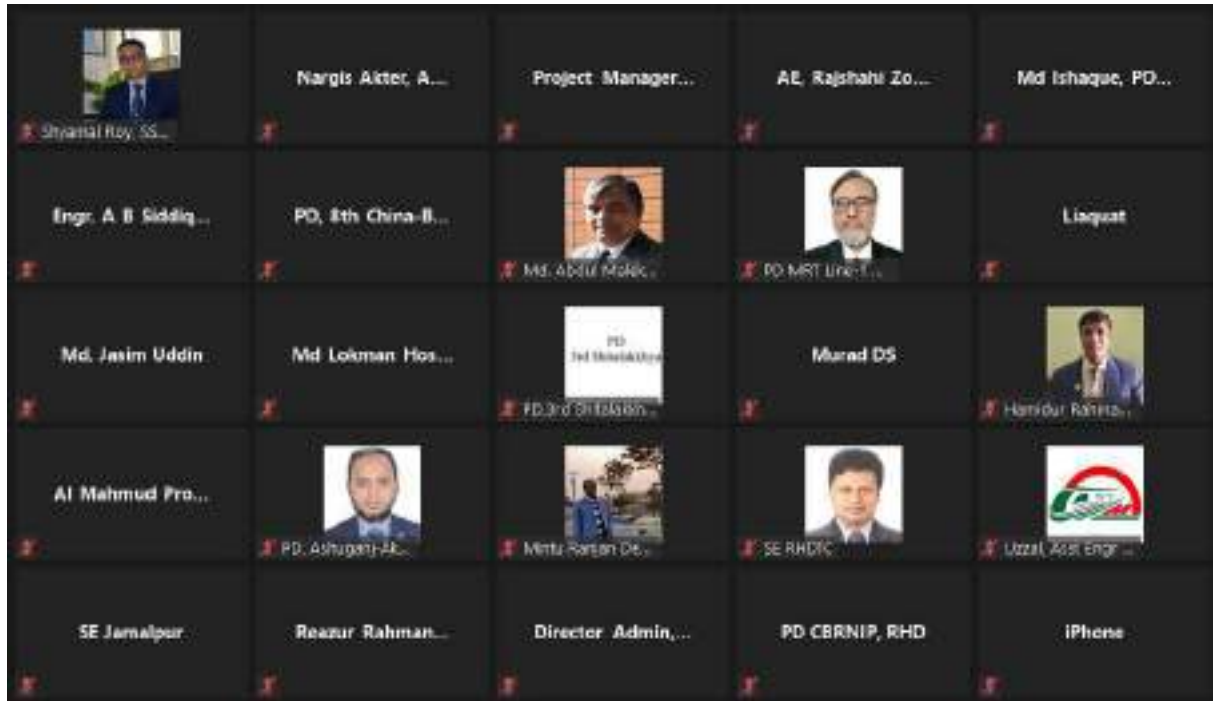 Shyamal Roy, SS...
Nargis Akter, A...
Project Manager...
AE, Rajshahi Zo...
Md Ishaque, PD...
Engr. A B Siddiq...
PD, 8th China-B...
Md. Abdul Malek...
PD MRT Line-1...
Liaquat
Md. Jasim Uddin
Md Lokman Hos...
PD
3rd Shitalakhya
PD,3rd Shitalakh...
Murad DS
Hamidur Rahma...
Al Mahmud Pro...
PD, Ashuganj-Ak...
Mintu Ranjan De...
SE RHDTC
Uzzal, Asst Engr ...
SE Jamalpur
Reazur Rahman...
Director Admin,...
PD CBRNIP, RHD
iPhone